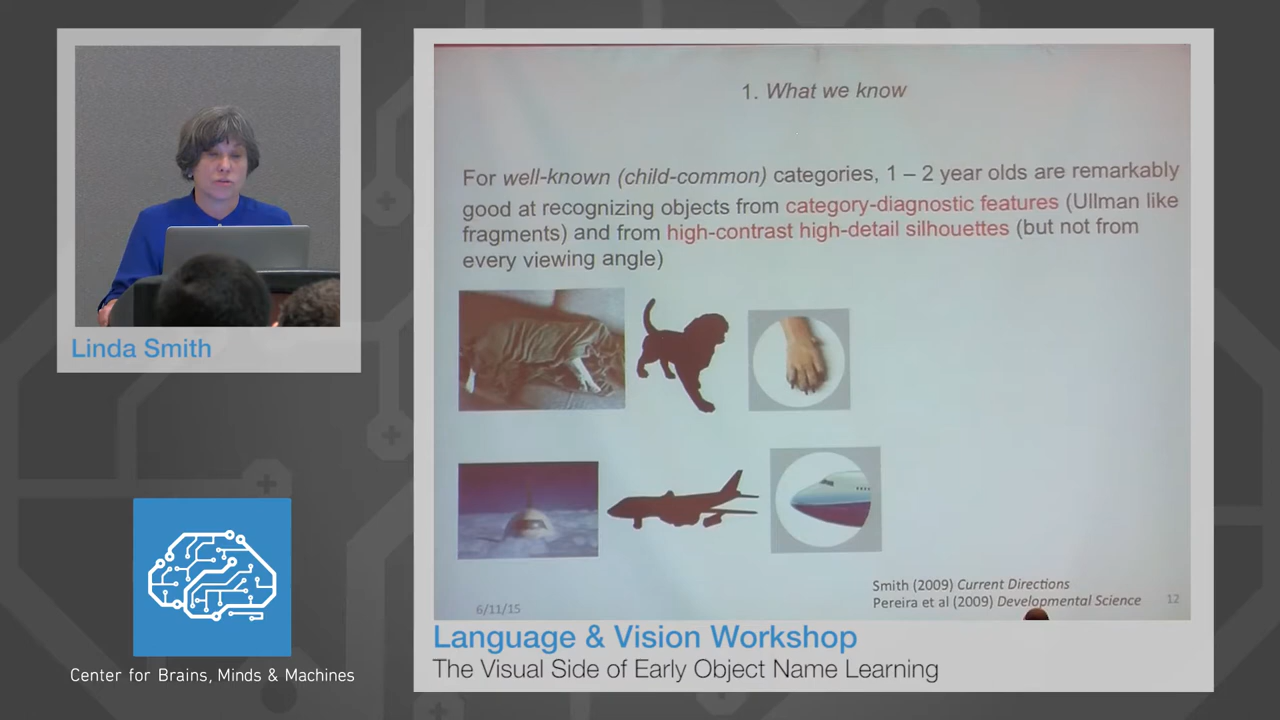 Linda Smith
Center for Brains, Minds & Machines
1. What we know
For well-known (child-common) categories, 1 – 2 year olds are remarkably
good at recognizing objects from category-diagnostic features (Ullman like
fragments) and from high-contrast high-detail silhouettes (but not from
every viewing angle)
Smith (2009) Current Directions
Pereira et al (2009) Developmental Science
6/11/15
12
Language & Vision Workshop
The Visual Side of Early Object Name Learning